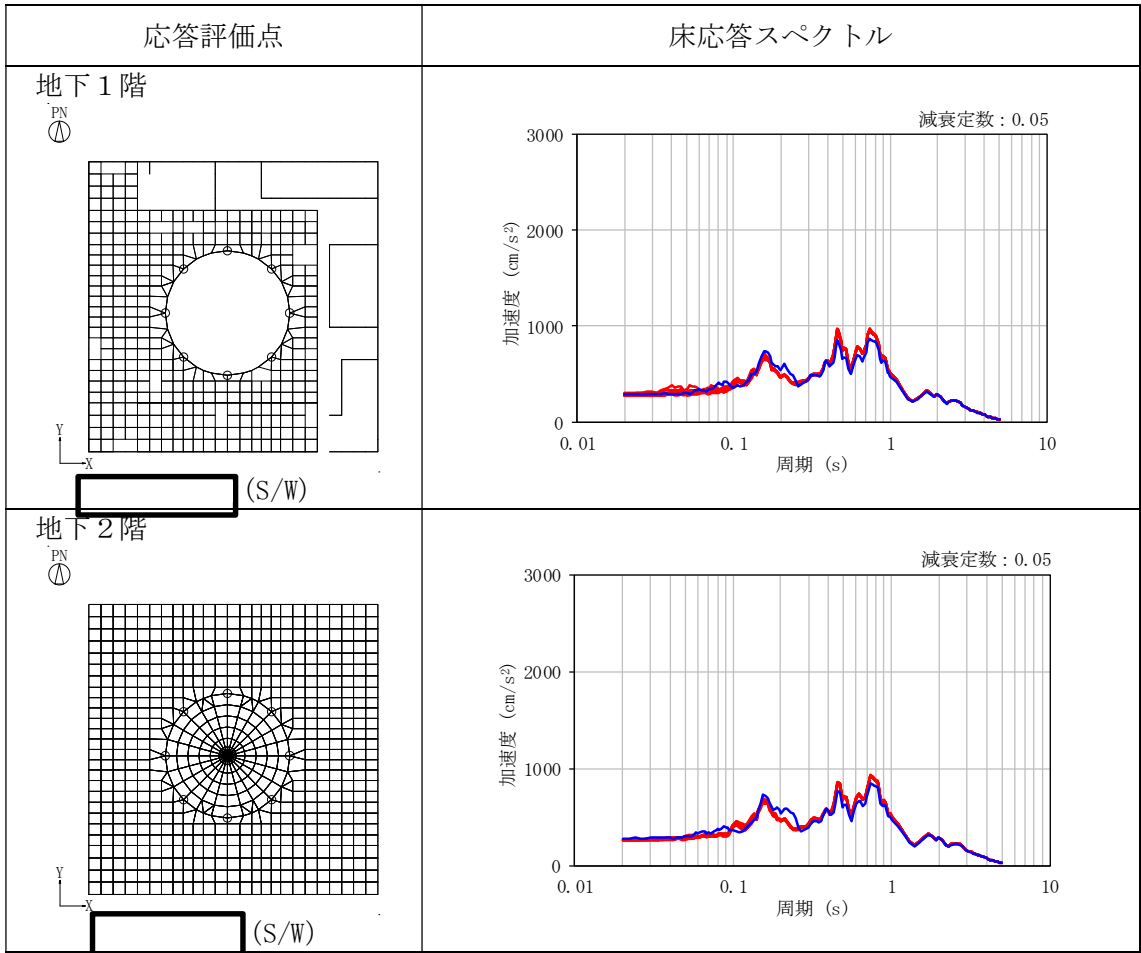 応答評価点
床応答スペクトル
地下１階
PN
Y
X
(S/W)
減衰定数：0.05
3000
2000
1000
0
加速度 (cm/s²)
0.01
0.1
1
10
周期 (s)
地下２階
PN
Y
X
(S/W)
減衰定数：0.05
3000
2000
1000
0
加速度 (cm/s²)
0.01
0.1
1
10
周期 (s)